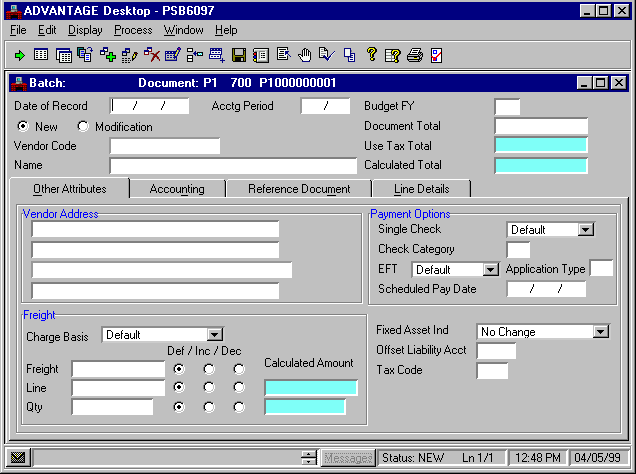 ADVANTAGE Desktop - PSB6097
File Edit Display Process Window Help
Batch: Document: P1 700 P1000000001
Date of Record / / Acctg Period / Budget FY
New Modification Document Total
Vendor Code Use Tax Total
Name Calculated Total
Other Attributes Accounting Reference Document Line Details
Vendor Address Payment Options
Single Check Default
Check Category
EFT Default Application Type
Scheduled Pay Date / /
Freight
Charge Basis Default Fixed Asset Ind No Change
Def / Inc / Dec Offset Liability Acct
Freight Calculated Amount Tax Code
Line
Qty
Messages Status: NEW Ln 1/1 12:48 PM 04/05/99